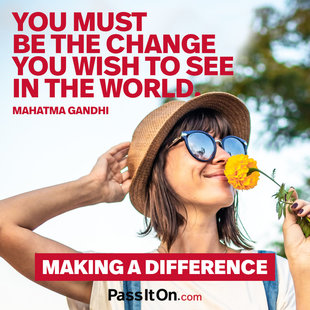 YOU MUST
BE THE CHANGE
YOU WISH TO SEE
IN THE WORLD.
MAHATMA GANDHI
MAKING A DIFFERENCE
PassItOn.com